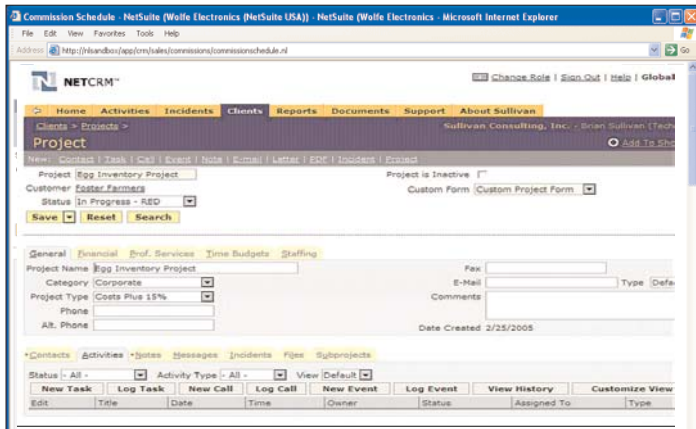 Commission Schedule - NetSuite (Wolfe Electronics (NetSuite USA)) - NetSuite (Wolfe Electronics - Microsoft Internet Explorer
File Edit View Favorites Tools Help
Address http://nlsandbox/app/crm/sales/commissions/commissionschedule.nl Go
NETCRM™ Change Role | Sign Out | Help | Global
Home Activities Incidents Clients Reports Documents Support About Sullivan
Clients > Projects > Sullivan Consulting, Inc. - Brian Sullivan (Tech
Project Add To Sho
New: Contact | Task | Call | Event | Note | E-mail | Letter | PDF | Incident | Project
Project Egg Inventory Project Project is Inactive
Customer Foster Farmers Custom Form Custom Project Form
Status In Progress - RED
Save Reset Search
General Financial Prof. Services Time Budgets Staffing
Project Name Egg Inventory Project Fax
Category Corporate E-Mail Type Defa
Project Type Costs Plus 15% Comments
Phone
Alt. Phone Date Created 2/25/2005
Contacts Activities Notes Messages Incidents Files Subprojects
Status - All - Activity Type - All - View Default
New Task Log Task New Call Log Call New Event Log Event View History Customize View
Edit Title Date Time Owner Status Assigned To Type